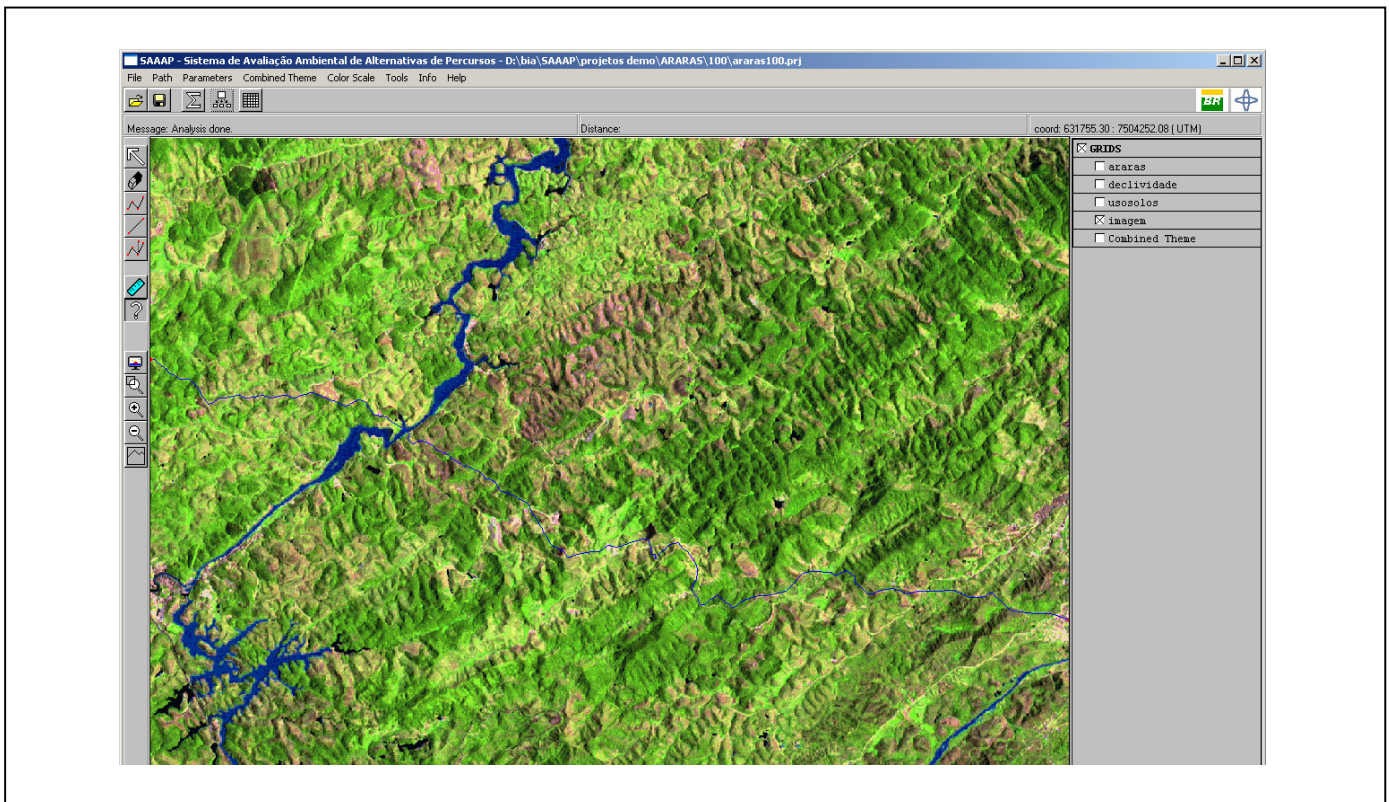 SAAAP - Sistema de Avaliação Ambiental de Alternativas de Percursos - D:\bia\SAAAP\projetos demo\ARARAS\100\araras100.prj
File Path Parameters Combined Theme Color Scale Tools Info Help
BR
Message: Analysis done. Distance: coord: 631755.30 : 7504252.08 ( UTM)
GRIDS
araras
declividade
usosolos
imagem
Combined Theme